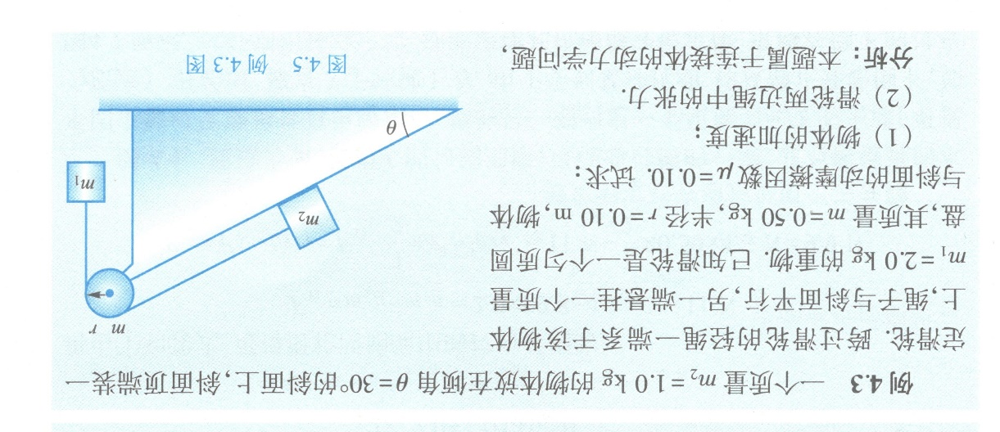 例 4.3 一个质量 m₂=1.0 kg 的物体放在倾角 θ=30°的斜面上,斜面顶端装一
定滑轮. 跨过滑轮的轻绳一端系于该物体
上,绳子与斜面平行,另一端悬挂一个质量
m₁=2.0 kg 的重物. 已知滑轮是一个匀质圆
盘,其质量 m=0.50 kg,半径 r=0.10 m,物体
与斜面的动摩擦因数 μ=0.10. 试求:
(1) 物体的加速度;
(2) 滑轮两边绳中的张力.
分析:本题属于连接体的动力学问题,
m r
m₂
m₁
θ
图 4.5 例 4.3 图